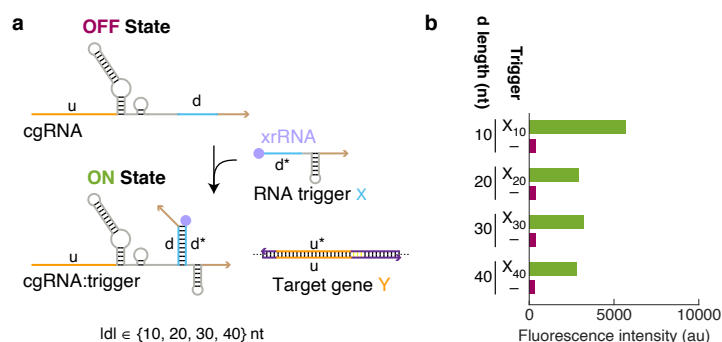 a
OFF State
u
d
cgRNA
xrRNA
d*
RNA trigger X
ON State
d
d*
u
cgRNA:trigger
u*
u
Target gene Y
|d| ∈ {10, 20, 30, 40} nt
b
d length (nt)
Trigger
10 X10
–
20 X20
–
30 X30
–
40 X40
–
0 5000 10000
Fluorescence intensity (au)